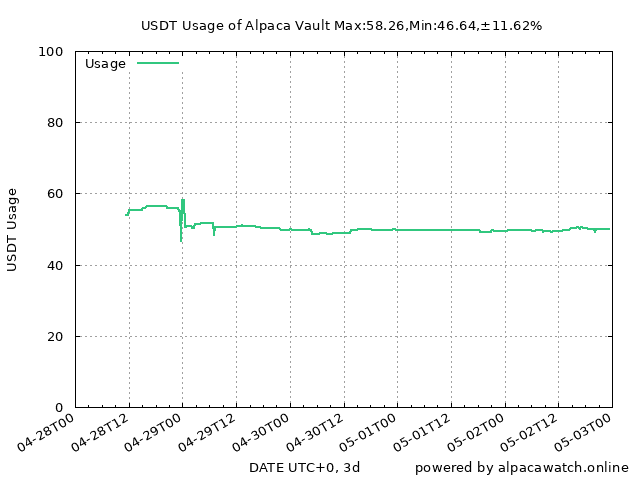 USDT Usage of Alpaca Vault Max:58.26,Min:46.64,±11.62%
100
Usage
80
60
USDT Usage
40
20
0
04-28T00
04-28T12
04-29T00
04-29T12
04-30T00
04-30T12
05-01T00
05-01T12
05-02T00
05-02T12
05-03T00
DATE UTC+0, 3d
powered by alpacawatch.online